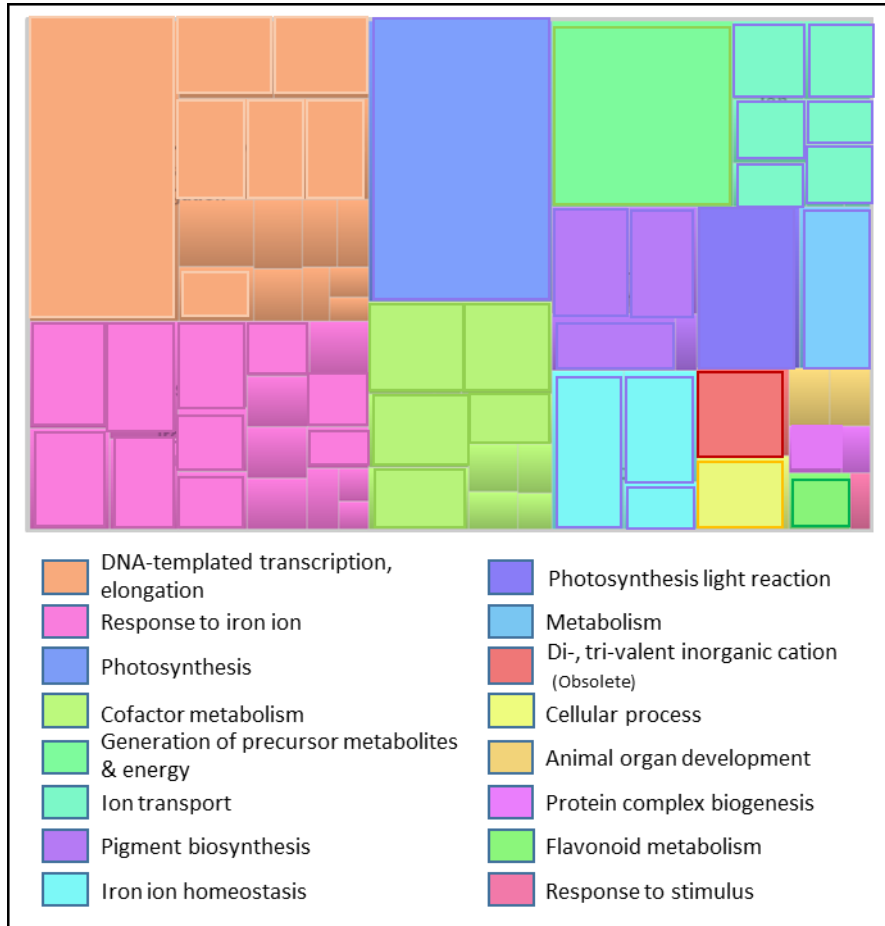 DNA-templated transcription,
elongation
Response to iron ion
Photosynthesis
Cofactor metabolism
Generation of precursor metabolites
& energy
Ion transport
Pigment biosynthesis
Iron ion homeostasis
Photosynthesis light reaction
Metabolism
Di-, tri-valent inorganic cation
(Obsolete)
Cellular process
Animal organ development
Protein complex biogenesis
Flavonoid metabolism
Response to stimulus